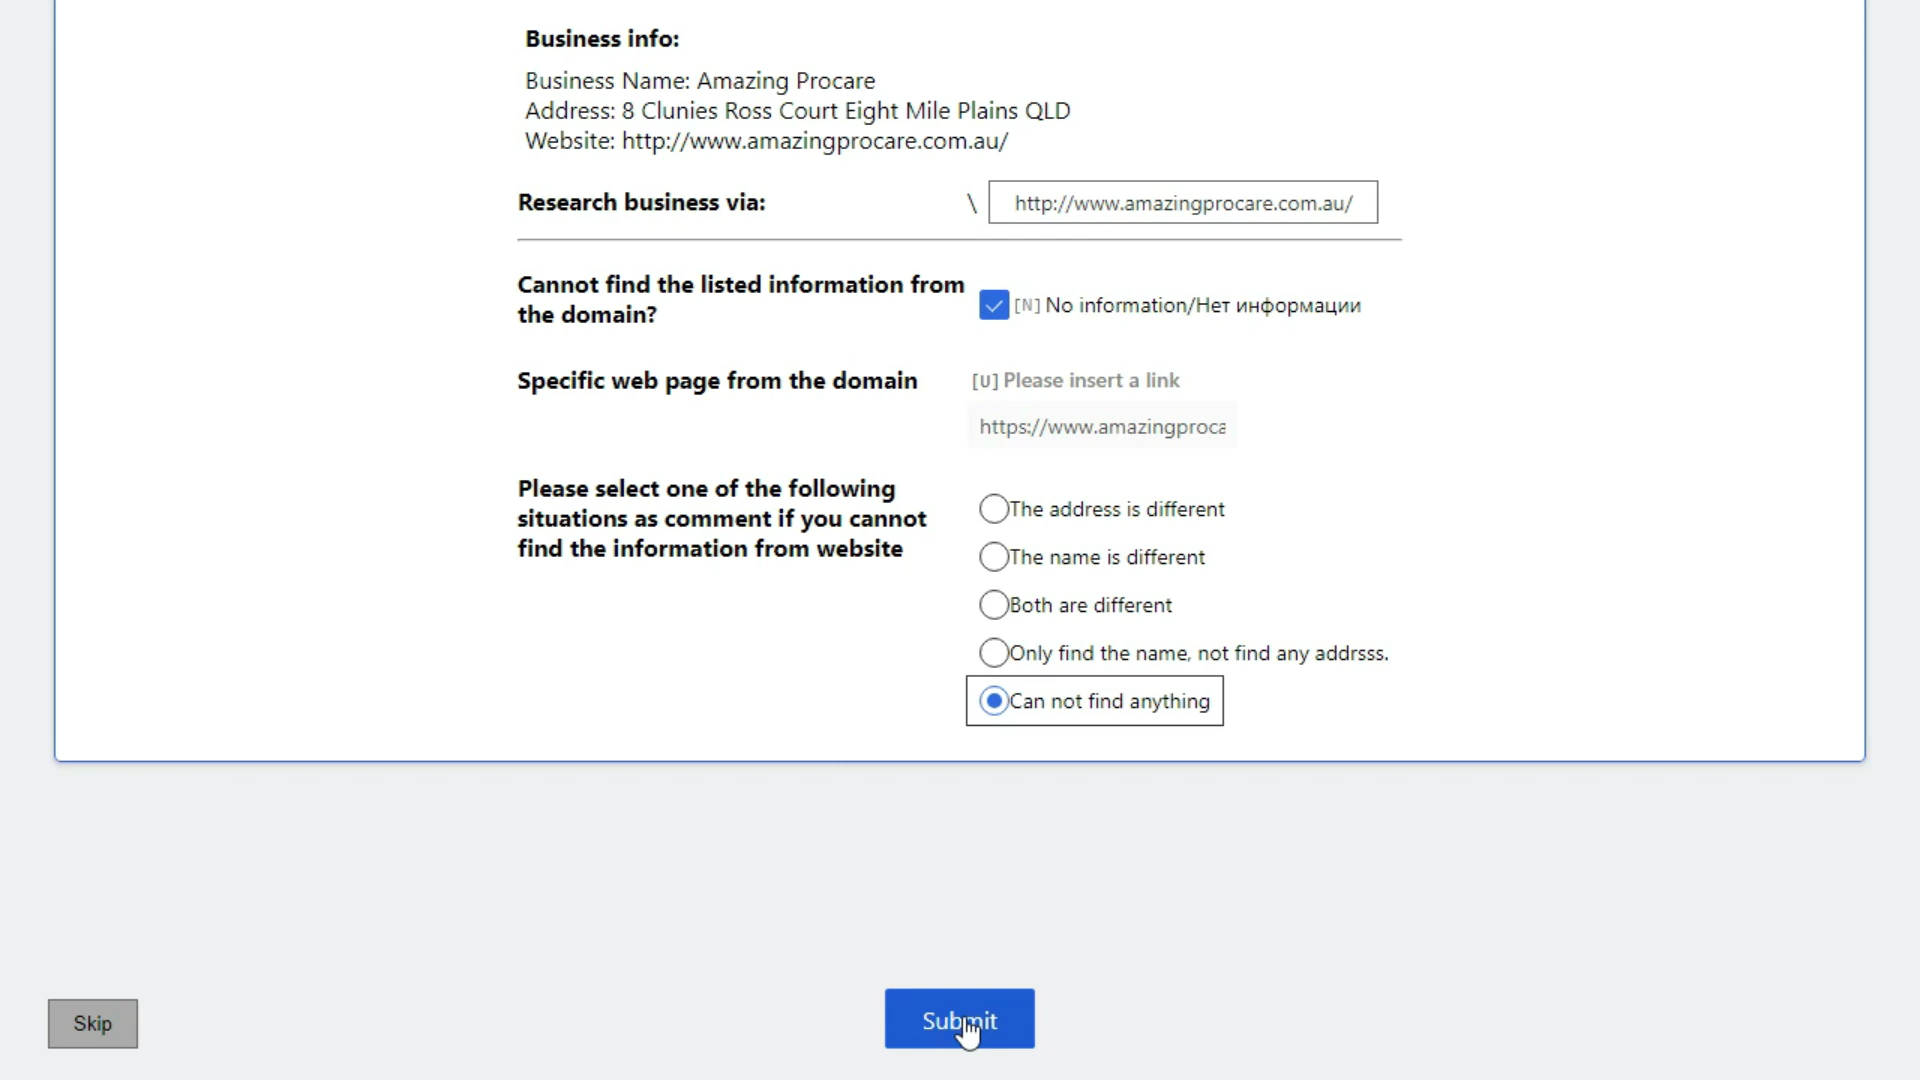 Business info:
Business Name: Amazing Procare
Address: 8 Clunies Ross Court Eight Mile Plains QLD
Website: http://www.amazingprocare.com.au/
Research business via: \ http://www.amazingprocare.com.au/
Cannot find the listed information from
the domain?
[N] No information/Нет информации
Specific web page from the domain
[U] Please insert a link
https://www.amazingproca
Please select one of the following
situations as comment if you cannot
find the information from website
The address is different
The name is different
Both are different
Only find the name, not find any addrsss.
Can not find anything
Skip
Submit